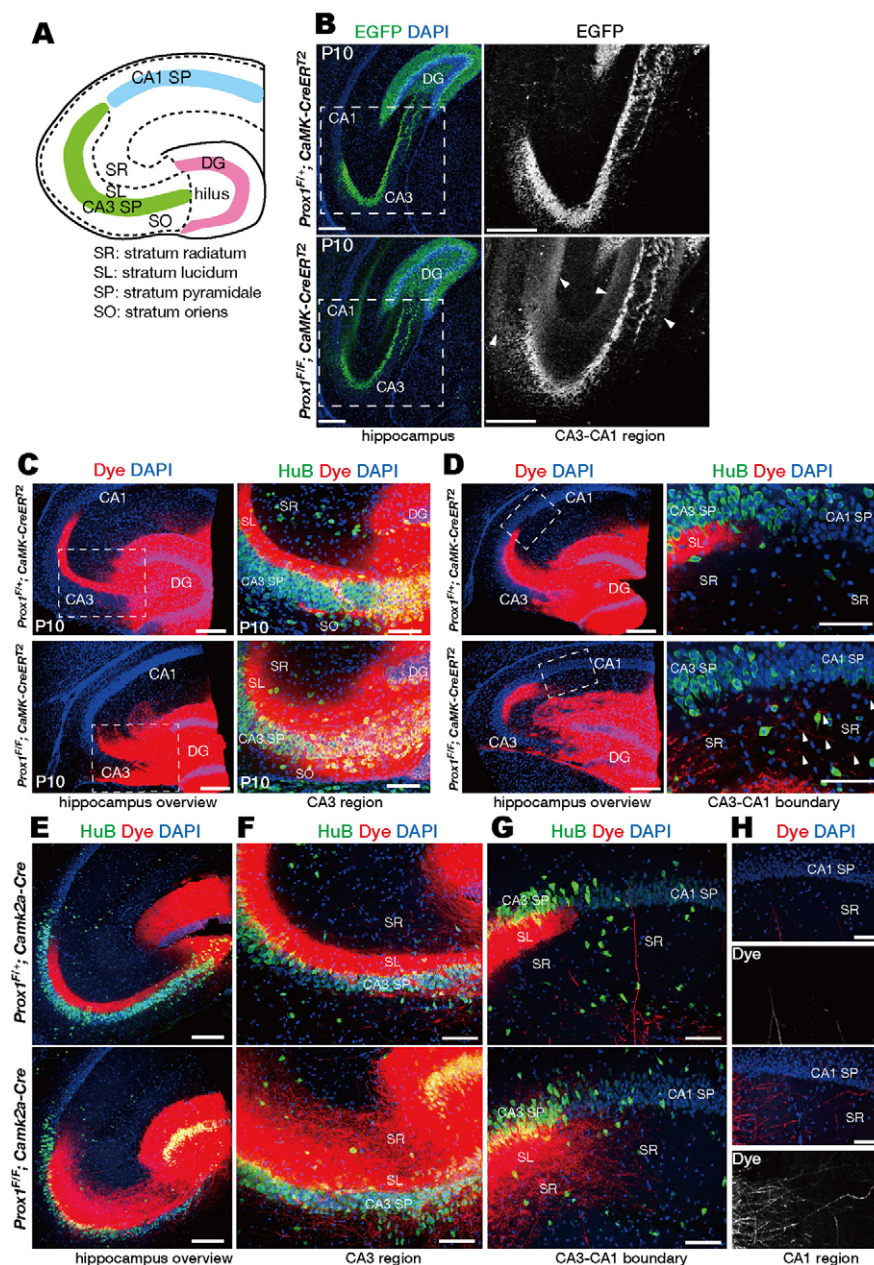 A
CA1 SP
SR
SL
CA3 SP
SO
DG
hilus
SR: stratum radiatum
SL: stratum lucidum
SP: stratum pyramidale
SO: stratum oriens
B
EGFP DAPI
EGFP
Prox1F/+; CaMK-CreERT2
P10
DG
CA1
CA3
Prox1F/F; CaMK-CreERT2
P10
DG
CA1
CA3
hippocampus
CA3-CA1 region
C
Dye DAPI
HuB Dye DAPI
Prox1F/+; CaMK-CreERT2
CA1
CA3
DG
P10
SR
SL
DG
CA3 SP
SO
P10
Prox1F/F; CaMK-CreERT2
CA1
CA3
DG
P10
SR
SL
DG
CA3 SP
SO
P10
hippocampus overview
CA3 region
D
Dye DAPI
HuB Dye DAPI
Prox1F/+; CaMK-CreERT2
CA1
CA3
DG
CA3 SP
CA1 SP
SL
SR
SR
Prox1F/F; CaMK-CreERT2
CA1
CA3
DG
CA3 SP
CA1 SP
SR
SR
hippocampus overview
CA3-CA1 boundary
E
HuB Dye DAPI
F
HuB Dye DAPI
G
HuB Dye DAPI
H
Dye DAPI
Prox1F/+; Camk2a-Cre
SR
SL
CA3 SP
CA3 SP
CA1 SP
SL
SR
SR
CA1 SP
SR
Dye
Prox1F/F; Camk2a-Cre
SR
SL
CA3 SP
CA3 SP
CA1 SP
SL
SR
SR
CA1 SP
SR
Dye
hippocampus overview
CA3 region
CA3-CA1 boundary
CA1 region